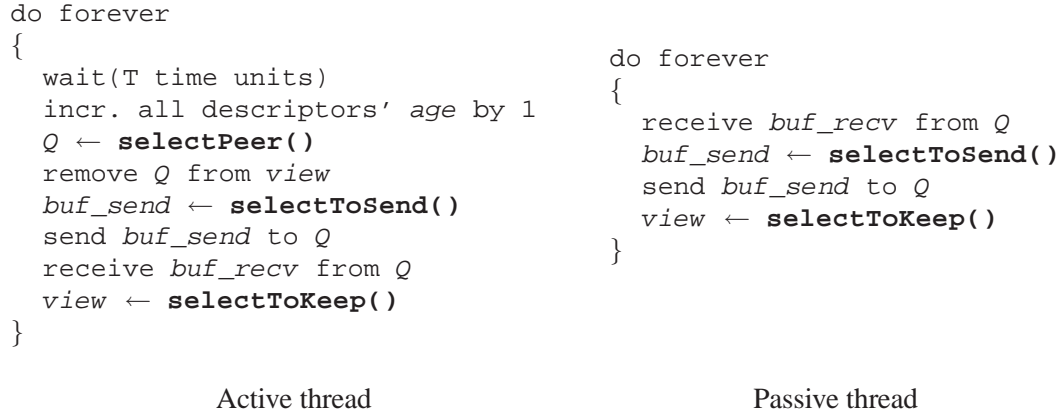 do forever
{
wait(T time units)
incr. all descriptors' age by 1
Q ← selectPeer()
remove Q from view
buf_send ← selectToSend()
send buf_send to Q
receive buf_recv from Q
view ← selectToKeep()
}
Active thread
do forever
{
receive buf_recv from Q
buf_send ← selectToSend()
send buf_send to Q
view ← selectToKeep()
}
Passive thread